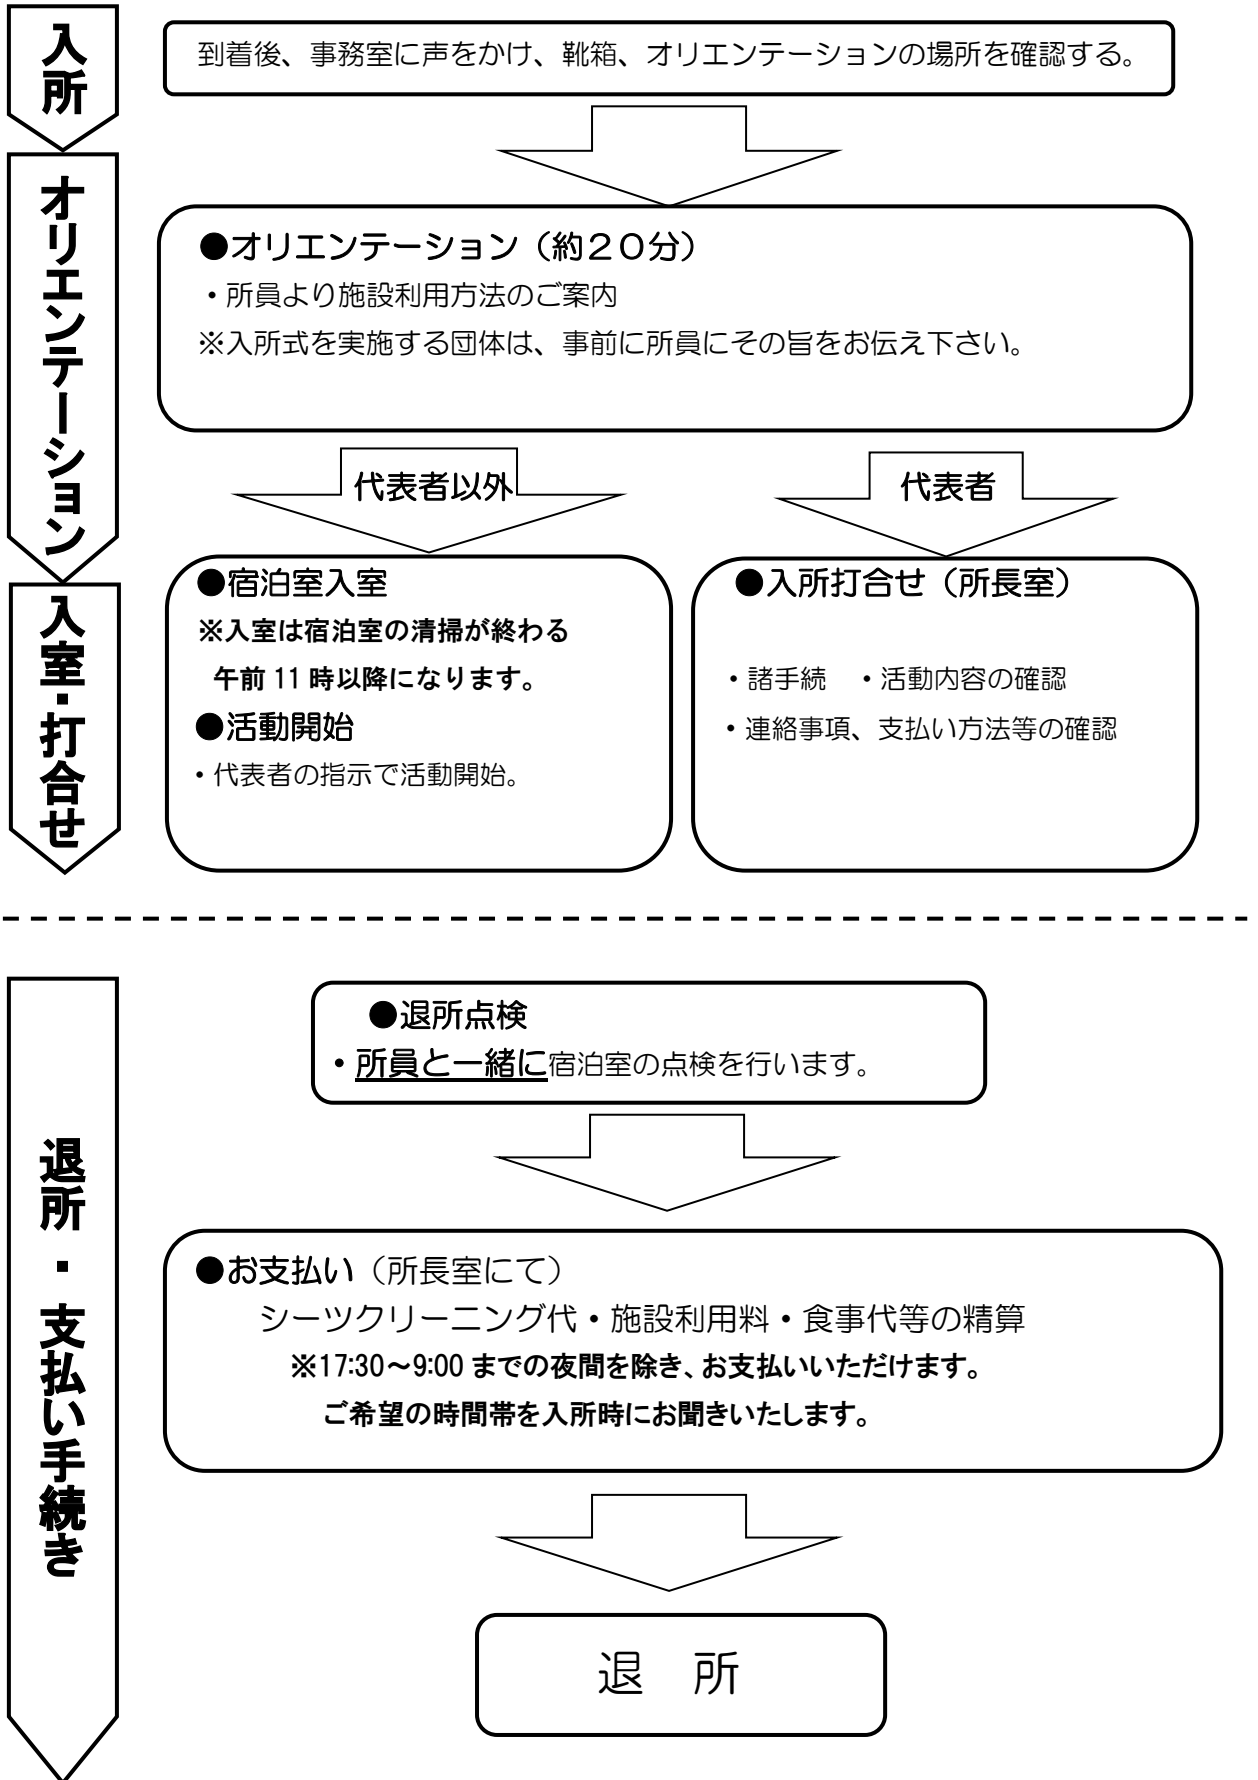 入所
到着後、事務室に声をかけ、靴箱、オリエンテーションの場所を確認する。
オリエンテーション
●オリエンテーション（約２０分）
・所員より施設利用方法のご案内
※入所式を実施する団体は、事前に所員にその旨をお伝え下さい。
代表者以外
代表者
入室・打合せ
●宿泊室入室
※入室は宿泊室の清掃が終わる
午前 11 時以降になります。
●活動開始
・代表者の指示で活動開始。
●入所打合せ（所長室）
・諸手続　・活動内容の確認
・連絡事項、支払い方法等の確認
退所・支払い手続き
●退所点検
・所員と一緒に宿泊室の点検を行います。
●お支払い（所長室にて）
シーツクリーニング代・施設利用料・食事代等の精算
※17:30～9:00 までの夜間を除き、お支払いいただけます。
ご希望の時間帯を入所時にお聞きいたします。
退　所